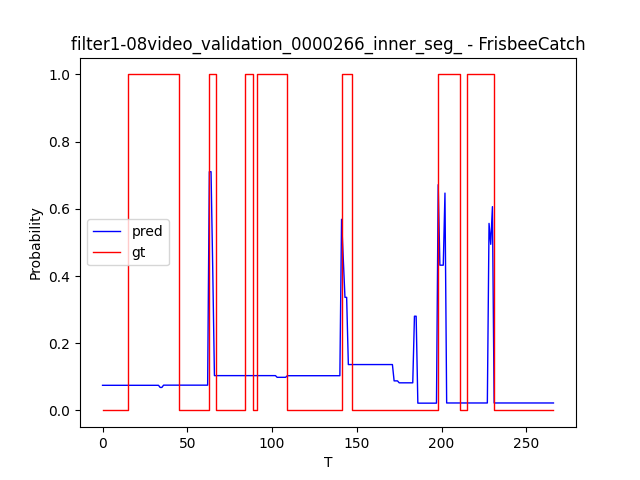 filter1-08video_validation_0000266_inner_seg_ - FrisbeeCatch
1.0
0.8
0.6
0.4
0.2
0.0
Probability
pred
gt
0
50
100
150
200
250
T